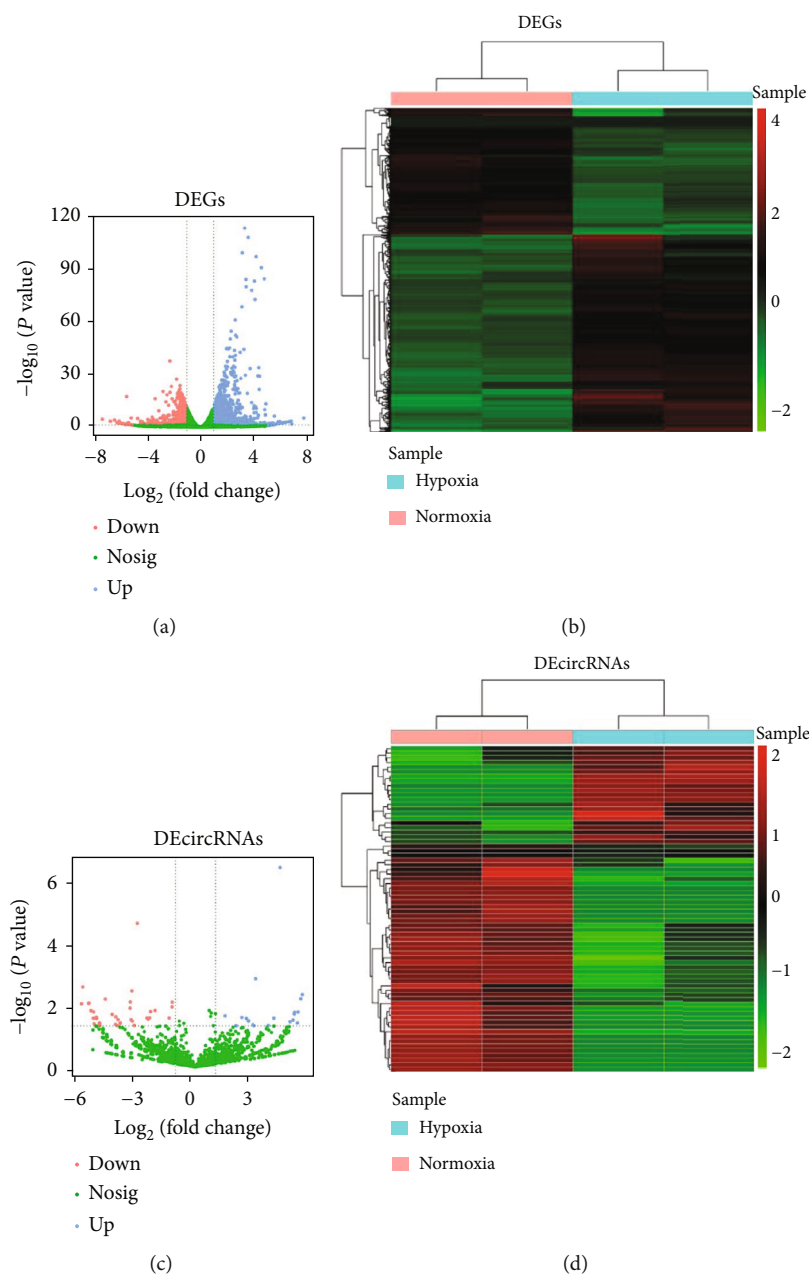 DEGs
120
90
60
30
0
−log₁₀ (P value)
−8 −4 0 4 8
Log₂ (fold change)
Down
Nosig
Up
(a)
DEGs
Sample
4
2
0
−2
Sample
Hypoxia
Normoxia
(b)
DEcircRNAs
6
4
2
0
−log₁₀ (P value)
−6 −3 0 3
Log₂ (fold change)
Down
Nosig
Up
(c)
DEcircRNAs
Sample
2
1
0
−1
−2
Sample
Hypoxia
Normoxia
(d)